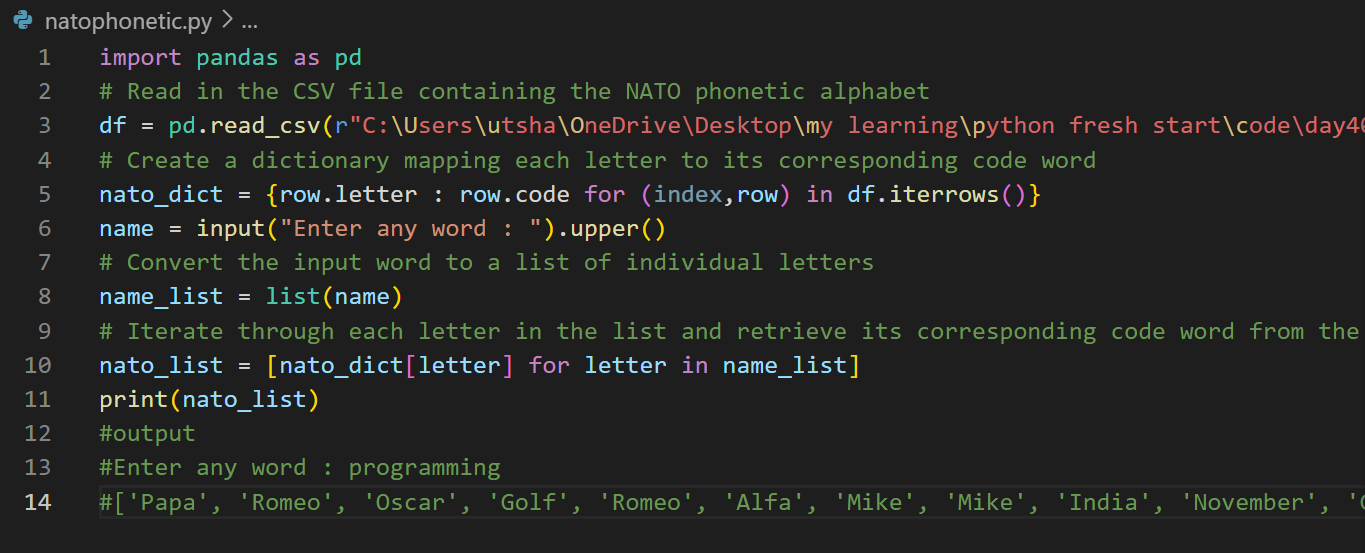 natophonetic.py > ...
1 import pandas as pd
2 # Read in the CSV file containing the NATO phonetic alphabet
3 df = pd.read_csv(r"C:\Users\utsha\OneDrive\Desktop\my learning\python fresh start\code\day40
4 # Create a dictionary mapping each letter to its corresponding code word
5 nato_dict = {row.letter : row.code for (index,row) in df.iterrows()}
6 name = input("Enter any word : ").upper()
7 # Convert the input word to a list of individual letters
8 name_list = list(name)
9 # Iterate through each letter in the list and retrieve its corresponding code word from the
10 nato_list = [nato_dict[letter] for letter in name_list]
11 print(nato_list)
12 #output
13 #Enter any word : programming
14 #['Papa', 'Romeo', 'Oscar', 'Golf', 'Romeo', 'Alfa', 'Mike', 'Mike', 'India', 'November', '